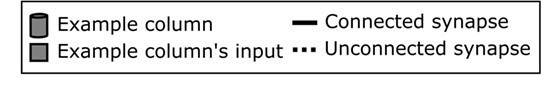 Example column
Connected synapse
Example column's input
Unconnected synapse